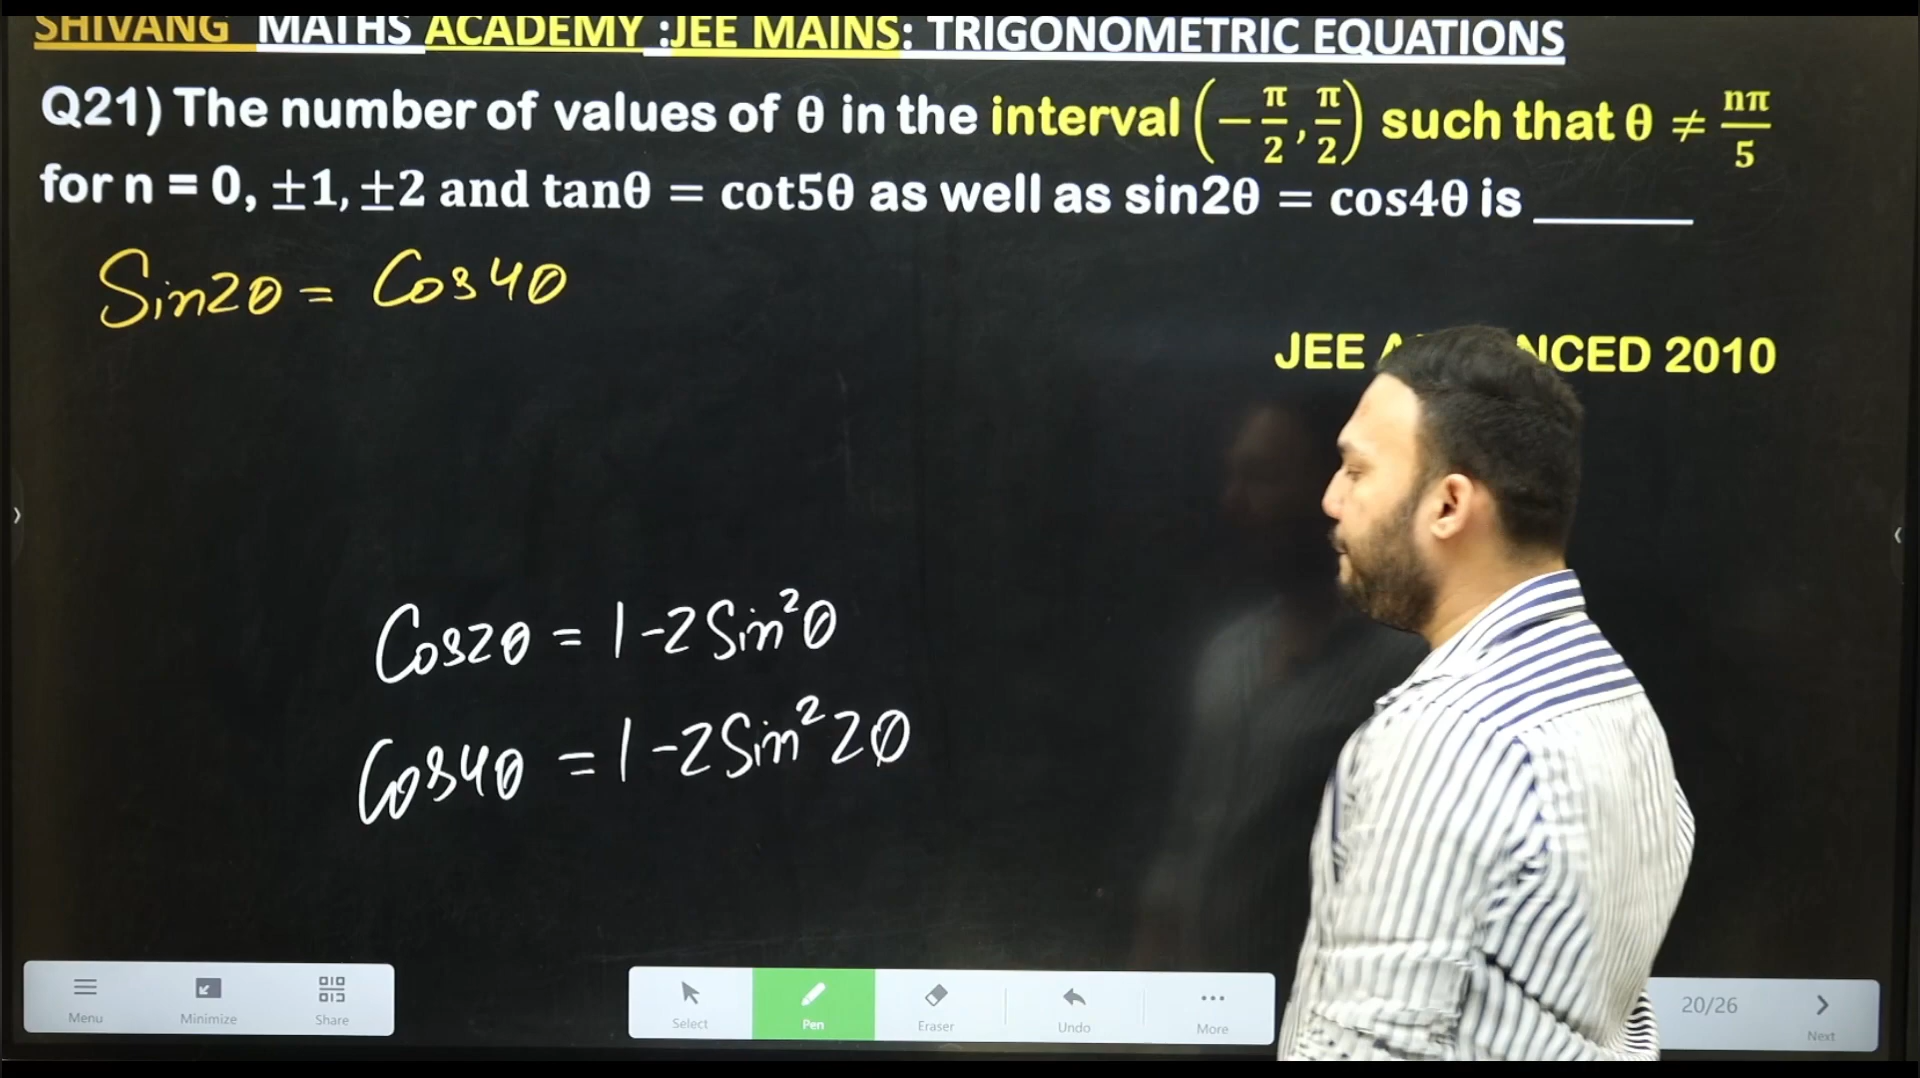 SHIVANG MATHS ACADEMY :JEE MAINS: TRIGONOMETRIC EQUATIONS
Q21) The number of values of θ in the interval (−π/2, π/2) such that θ ≠ nπ/5
for n = 0, ±1, ±2 and tanθ = cot5θ as well as sin2θ = cos4θ is ______
Sin2θ = Cos4θ
JEE A NCED 2010
Cos2θ = 1-2Sin²θ
Cos4θ = 1-2Sin²2θ
Menu
Minimize
Share
Select
Pen
Eraser
Undo
More
20/26
Next